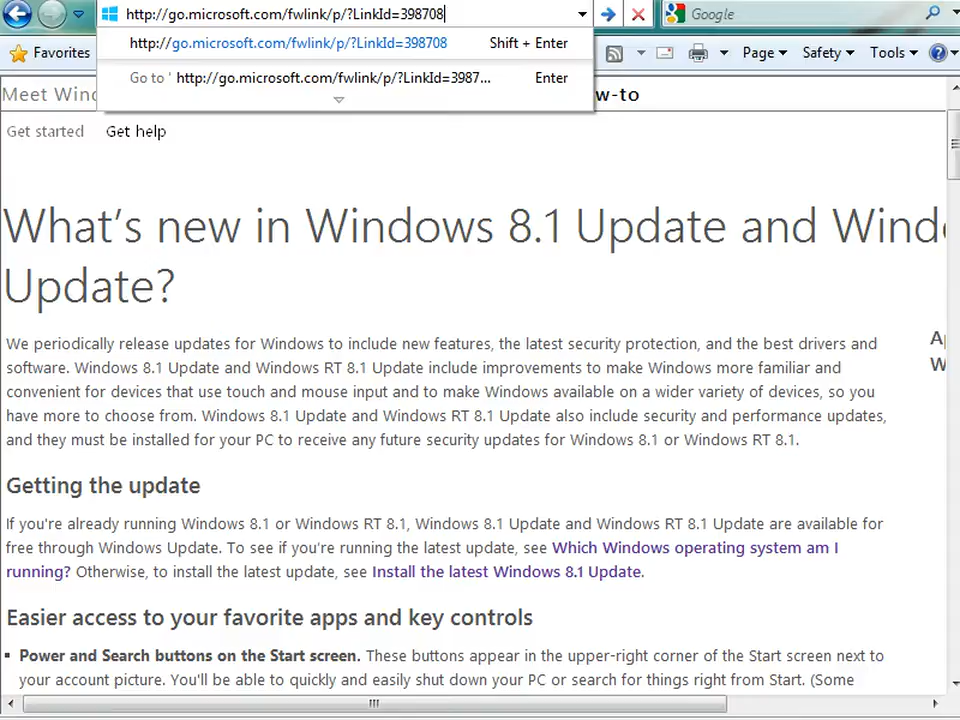 http://go.microsoft.com/fwlink/p/?LinkId=398708
Google
http://go.microsoft.com/fwlink/p/?LinkId=398708 Shift + Enter
Go to ' http://go.microsoft.com/fwlink/p/?LinkId=3987... Enter
Favorites
Page Safety Tools
Meet Wind
w-to
Get started Get help
What's new in Windows 8.1 Update and Windo
Update?
We periodically release updates for Windows to include new features, the latest security protection, and the best drivers and
software. Windows 8.1 Update and Windows RT 8.1 Update include improvements to make Windows more familiar and
convenient for devices that use touch and mouse input and to make Windows available on a wider variety of devices, so you
have more to choose from. Windows 8.1 Update and Windows RT 8.1 Update also include security and performance updates,
and they must be installed for your PC to receive any future security updates for Windows 8.1 or Windows RT 8.1.
Getting the update
If you're already running Windows 8.1 or Windows RT 8.1, Windows 8.1 Update and Windows RT 8.1 Update are available for
free through Windows Update. To see if you're running the latest update, see Which Windows operating system am I
running? Otherwise, to install the latest update, see Install the latest Windows 8.1 Update.
Easier access to your favorite apps and key controls
Power and Search buttons on the Start screen. These buttons appear in the upper-right corner of the Start screen next to
your account picture. You'll be able to quickly and easily shut down your PC or search for things right from Start. (Some